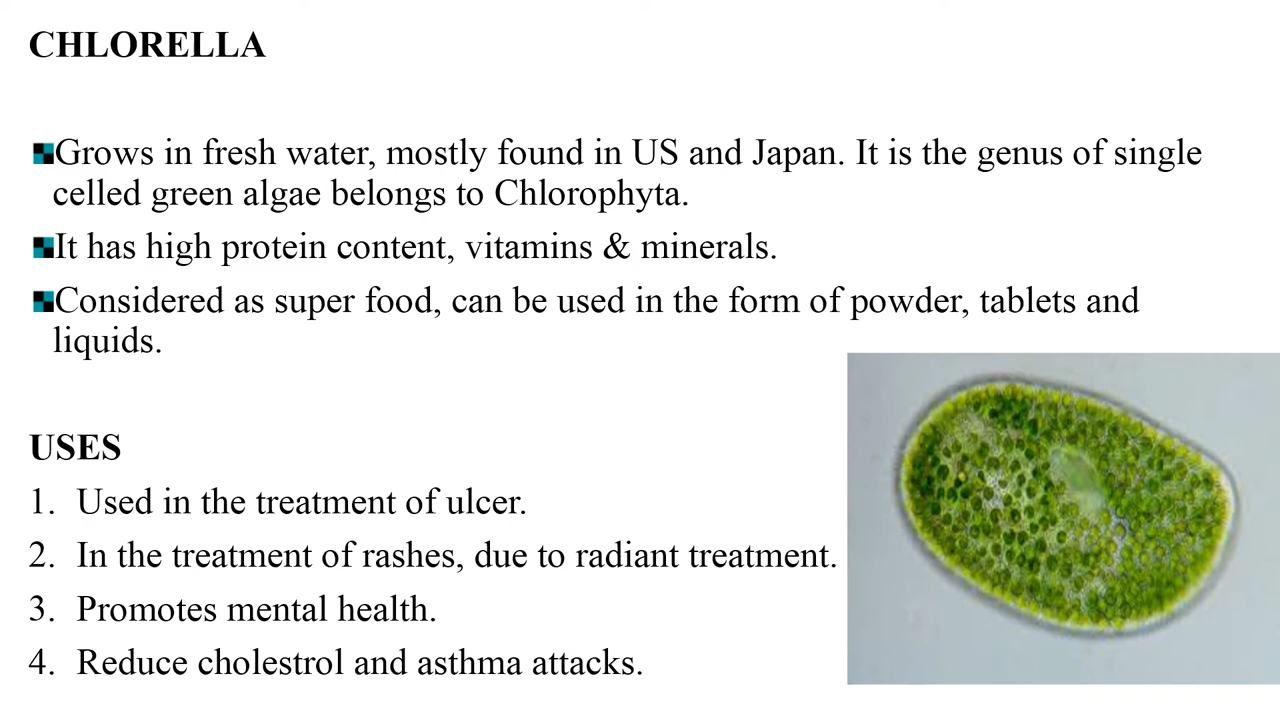 CHLORELLA
Grows in fresh water, mostly found in US and Japan. It is the genus of single
celled green algae belongs to Chlorophyta.
It has high protein content, vitamins & minerals.
Considered as super food, can be used in the form of powder, tablets and
liquids.
USES
1. Used in the treatment of ulcer.
2. In the treatment of rashes, due to radiant treatment.
3. Promotes mental health.
4. Reduce cholestrol and asthma attacks.